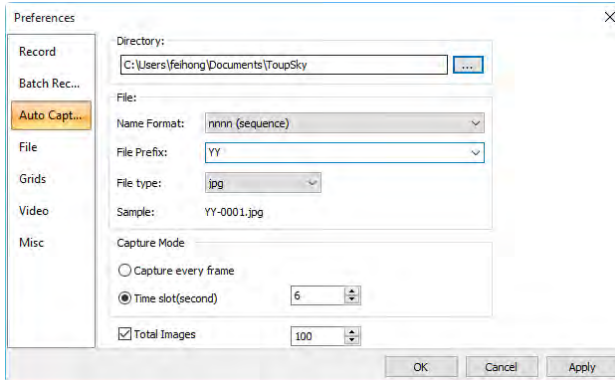 Preferences
Record
Batch Rec...
Auto Capt...
File
Grids
Video
Misc
Directory:
C:\Users\feihong\Documents\ToupSky
...
File:
Name Format: nnnn (sequence)
File Prefix: YY
File type: jpg
Sample: YY-0001.jpg
Capture Mode
Capture every frame
Time slot(second) 6
Total Images 100
OK Cancel Apply